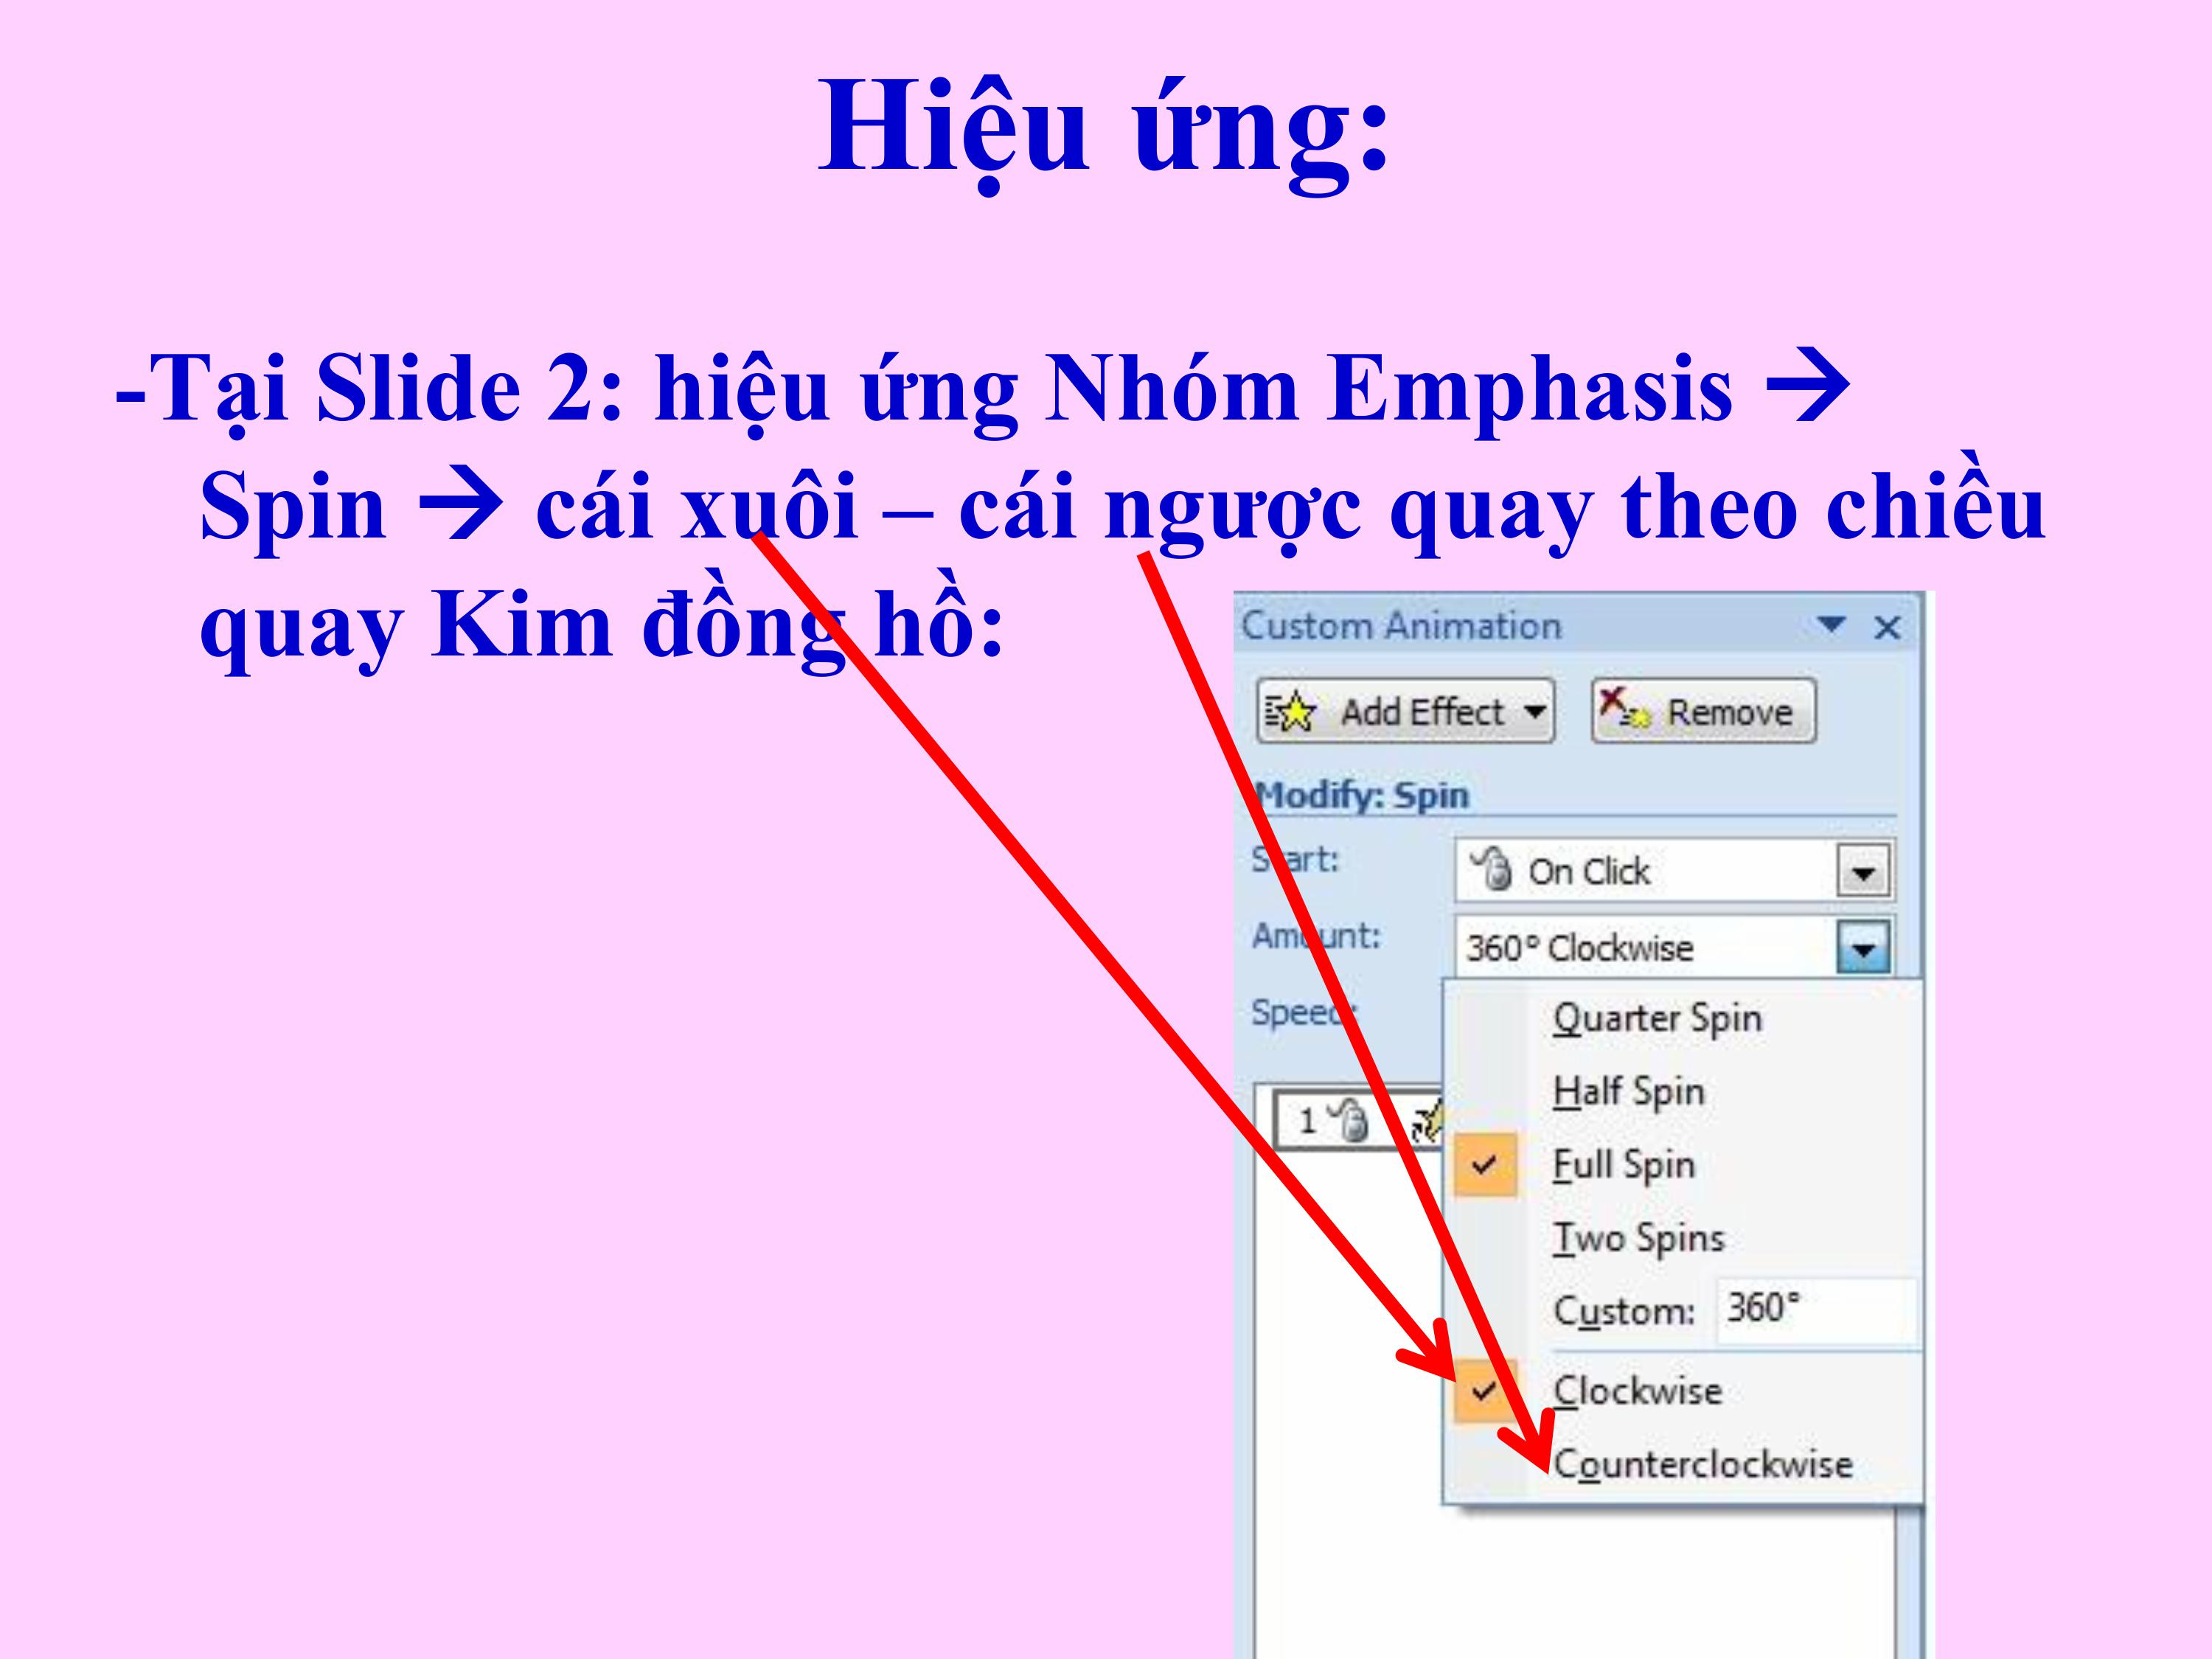 Hiệu ứng:
-Tại Slide 2: hiệu ứng Nhóm Emphasis →
Spin → cái xuôi – cái ngược quay theo chiều
quay Kim đồng hồ:
Custom Animation
Add Effect
Remove
Modify: Spin
Start:
On Click
Amount:
360° Clockwise
Speed:
Quarter Spin
Half Spin
1
Full Spin
Two Spins
Custom: 360°
Clockwise
Counterclockwise